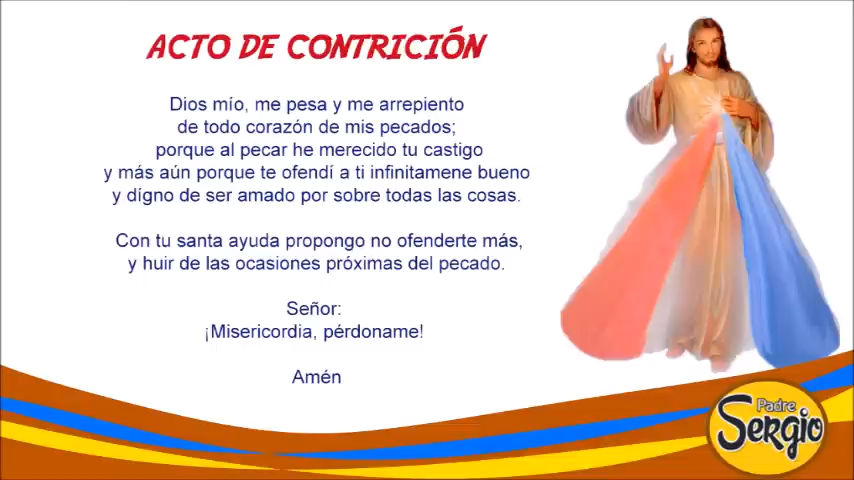 ACTO DE CONTRICIÓN
Dios mío, me pesa y me arrepiento
de todo corazón de mis pecados;
porque al pecar he merecido tu castigo
y más aún porque te ofendí a ti infinitamene bueno
y dígno de ser amado por sobre todas las cosas.
Con tu santa ayuda propongo no ofenderte más,
y huir de las ocasiones próximas del pecado.
Señor:
¡Misericordia, pérdoname!
Amén
Padre
Sergio